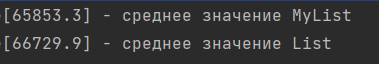 [65853.3] - среднее значение MyList
[66729.9] - среднее значение List